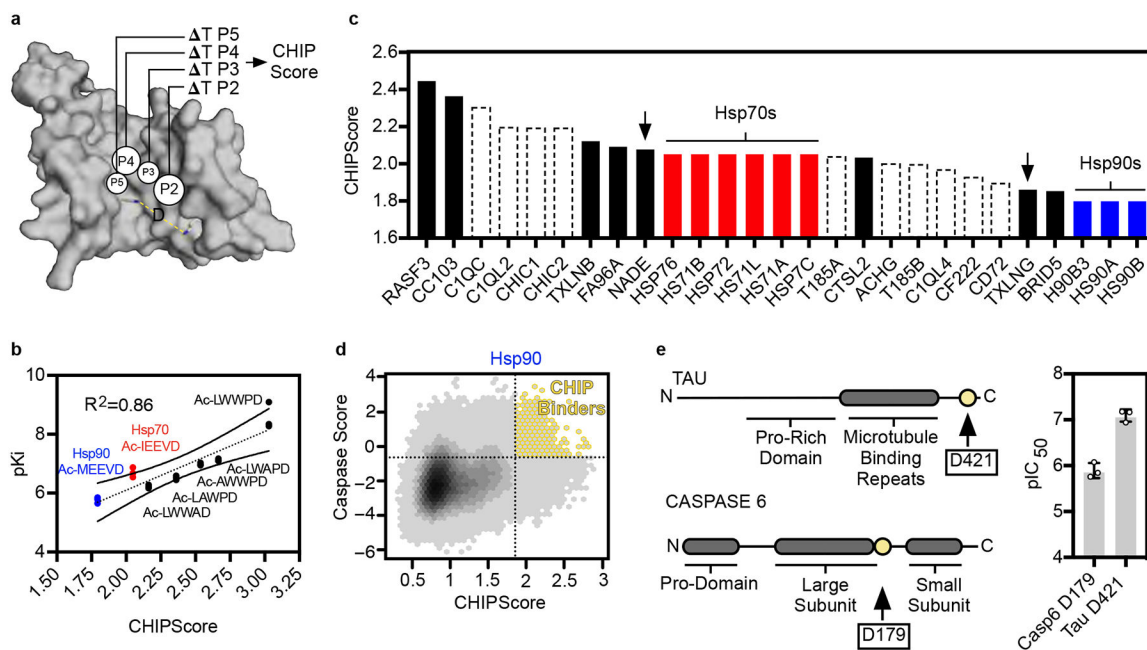 a
ΔT P5
ΔT P4
ΔT P3
ΔT P2
CHIP
Score
P4
P5
P3
P2
D
c
CHIPScore
2.6
2.4
2.2
2.0
1.8
1.6
Hsp70s
Hsp90s
RASF3
CC103
C1QC
C1QL2
CHIC1
CHIC2
TXLNB
FA96A
NADE
HSP76
HS71B
HSP72
HS71L
HS71A
HSP7C
T185A
CTSL2
ACHG
T185B
C1QL4
CF222
CD72
TXLNG
BRID5
H90B3
HS90A
HS90B
b
pKi
10
8
6
4
R²=0.86
Ac-LWWPD
Hsp70
Ac-IEEVD
Hsp90
Ac-MEEVD
Ac-LWAPD
Ac-AWWPD
Ac-LAWPD
Ac-LWWAD
1.50
1.75
2.00
2.25
2.50
2.75
3.00
3.25
CHIPScore
d
Hsp90
CHIP
Binders
Caspase Score
4
2
0
−2
−4
−6
0.5
1
1.5
2
2.5
3
CHIPScore
e
TAU
N
C
Pro-Rich
Domain
Microtubule
Binding
Repeats
D421
CASPASE 6
N
C
Pro-Domain
Large
Subunit
Small
Subunit
D179
pIC50
8
7
6
5
Casp6 D179
Tau D421